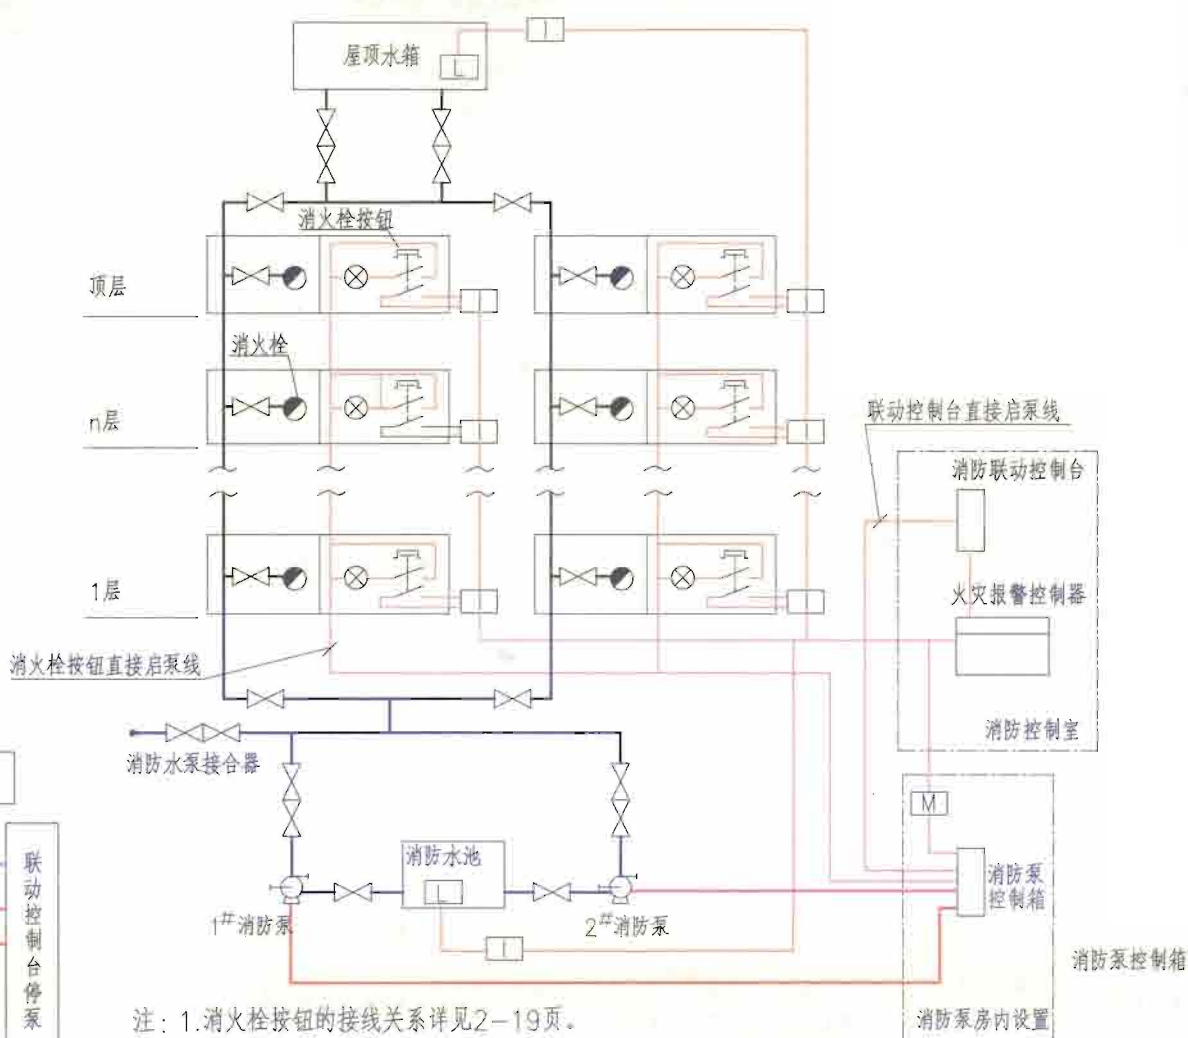 屋顶水箱
L
I
消火栓按钮
顶层
I
I
消火栓
n层
I
I
联动控制台直接启泵线
消防联动控制台
1层
I
I
火灾报警控制器
消火栓按钮直接启泵线
消防控制室
消防水泵接合器
M
联动控制台停泵
消防水池
L
消防泵
控制箱
1#消防泵
2#消防泵
I
消防泵控制箱
注：1.消火栓按钮的接线关系详见2-19页。
消防泵房内设置